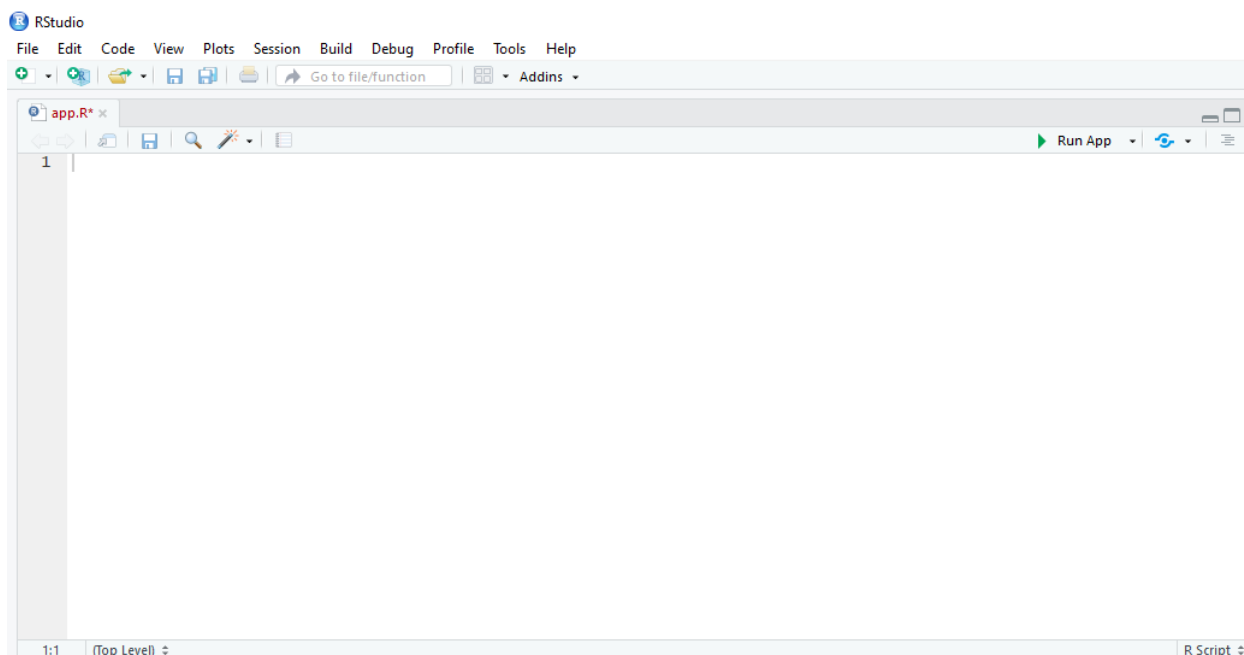 RStudio
File Edit Code View Plots Session Build Debug Profile Tools Help
Go to file/function Addins
app.R*
Run App
1
1:1 (Top Level) R Script